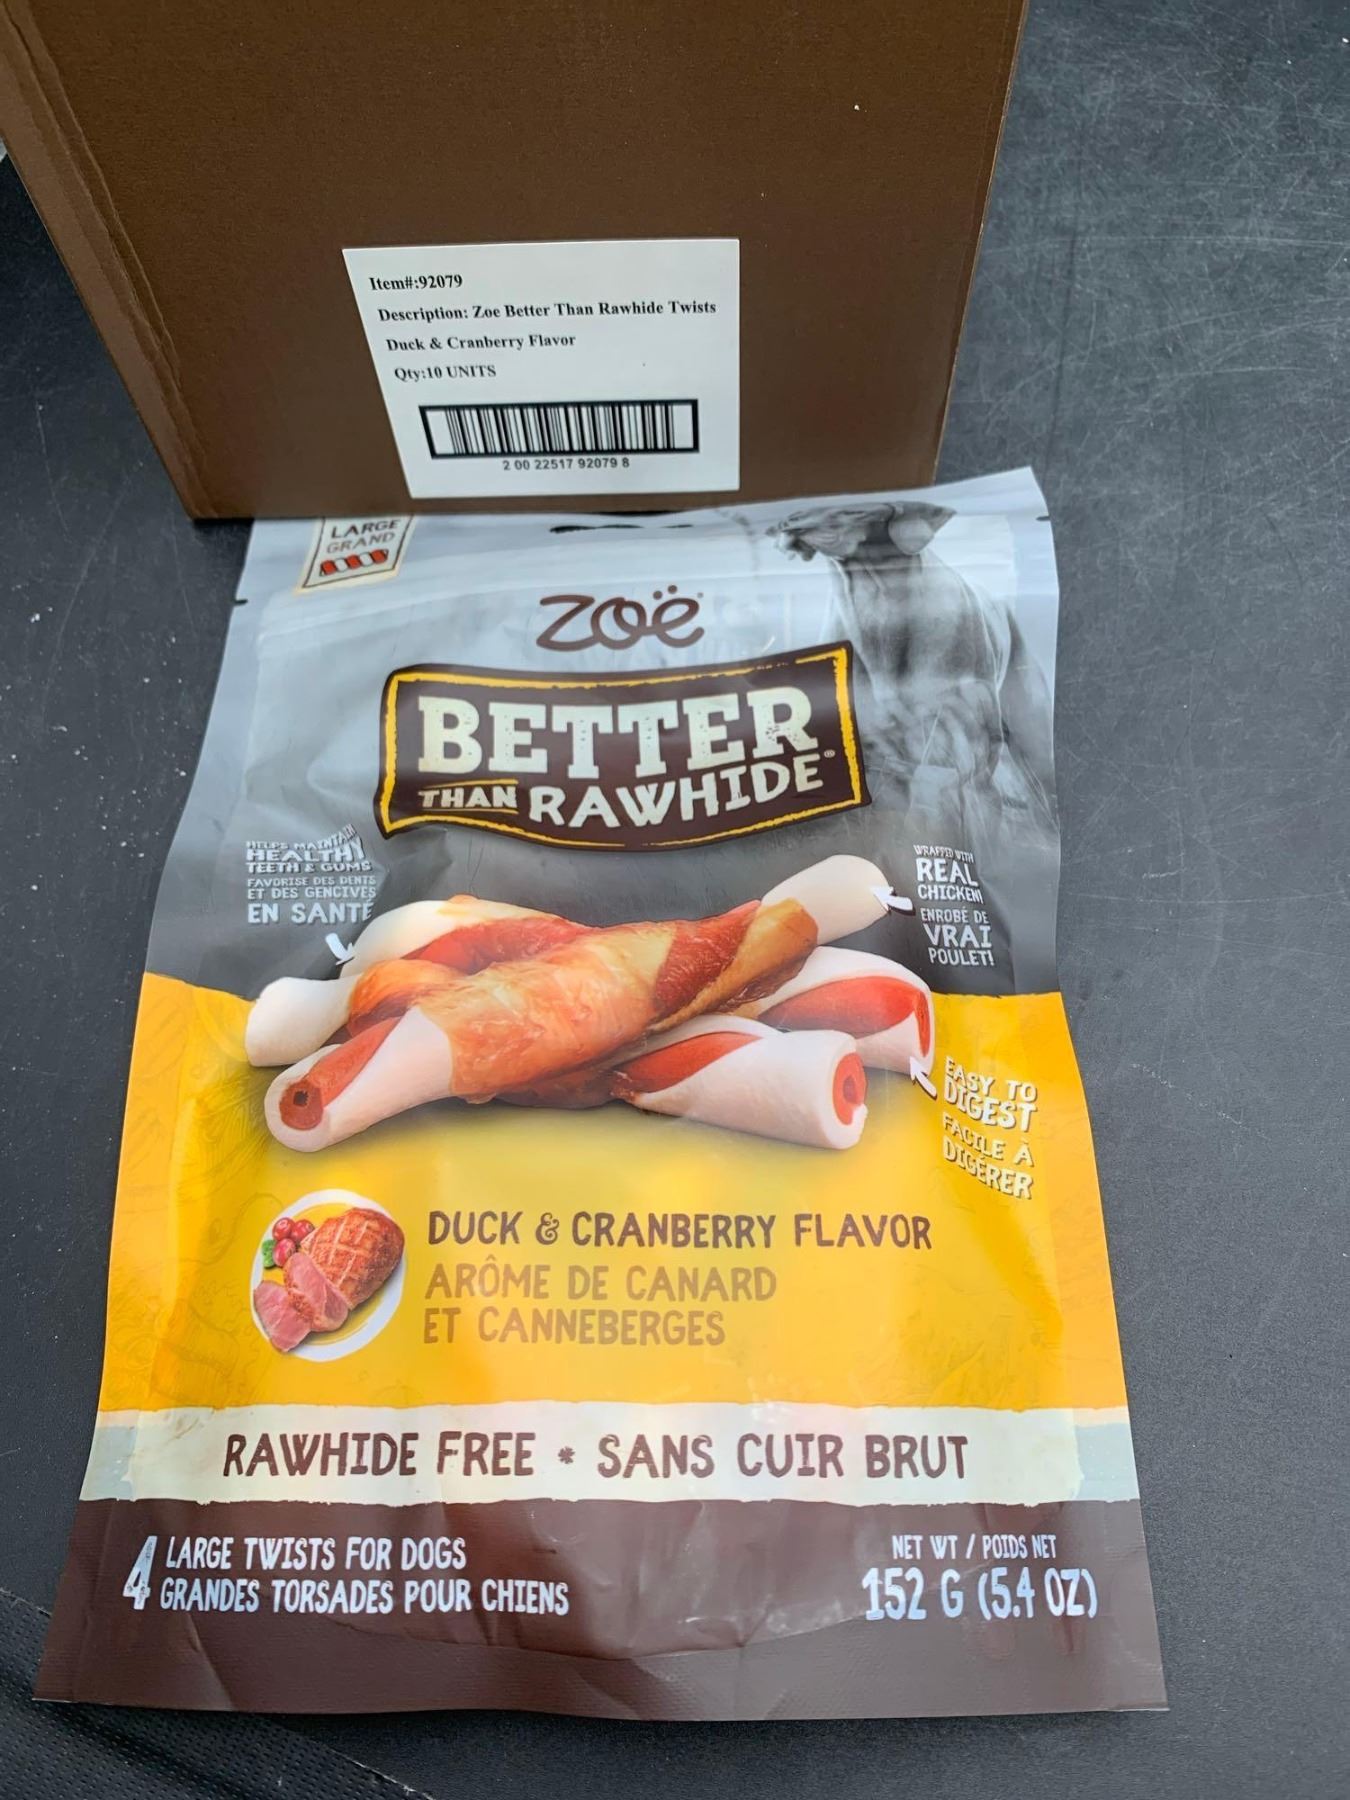 Item#:92079
Description: Zoe Better Than Rawhide Twists
Duck & Cranberry Flavor
Qty:10 UNITS
2 00 22517 92079 8
LARGE
GRAND
zoë
BETTER
THAN RAWHIDE®
HELPS MAINTAIN
HEALTHY
TEETH & GUMS
FAVORISE DES DENTS
ET DES GENCIVES
EN SANTÉ
WRAPPED WITH
REAL
CHICKEN!
ENROBÉ DE
VRAI
POULET!
EASY TO
DIGEST
FACILE À
DIGÉRER
DUCK & CRANBERRY FLAVOR
ARÔME DE CANARD
ET CANNEBERGES
RAWHIDE FREE * SANS CUIR BRUT
4 LARGE TWISTS FOR DOGS
GRANDES TORSADES POUR CHIENS
NET WT / POIDS NET
152 G (5.4 OZ)